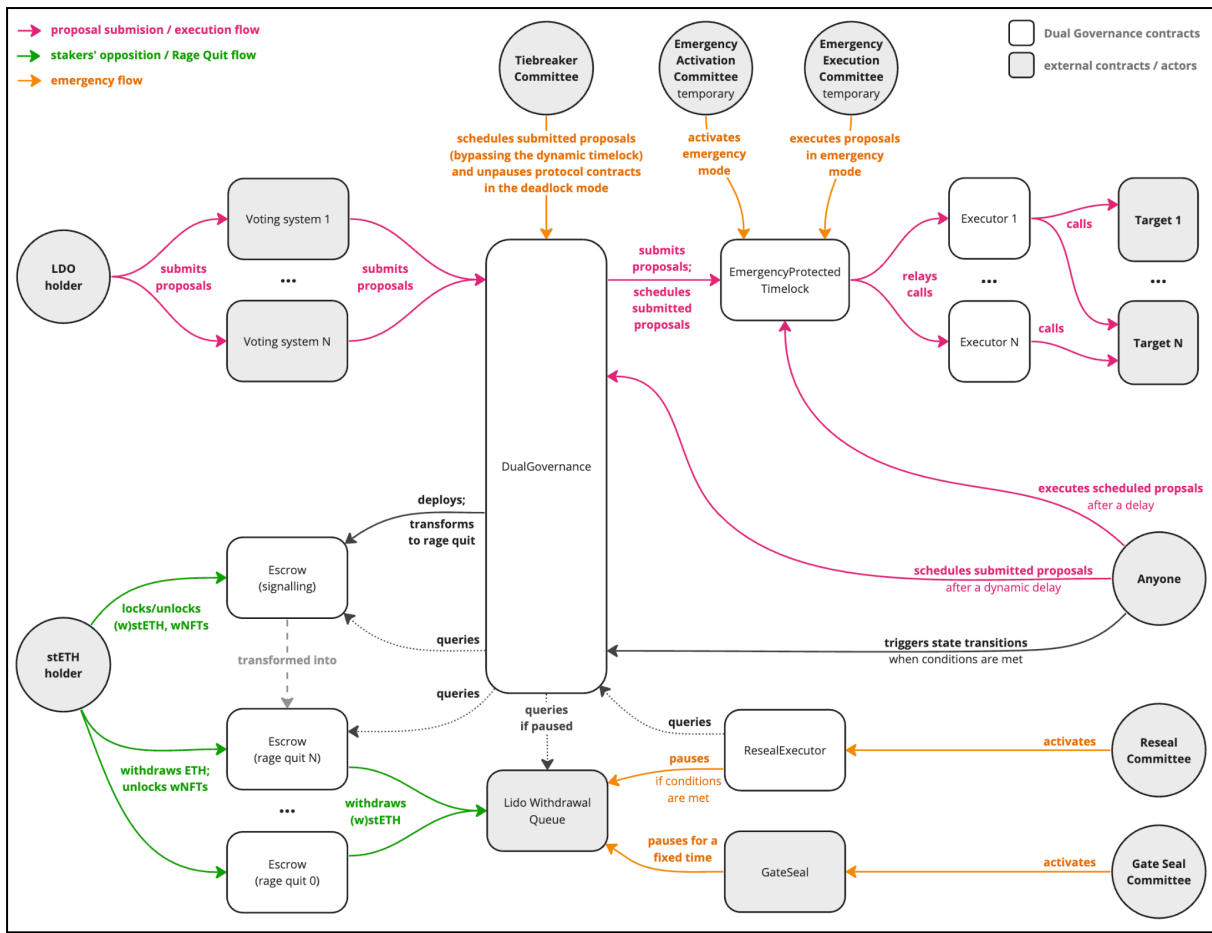 proposal submision / execution flow
stakers' opposition / Rage Quit flow
emergency flow
Tiebreaker
Committee
Emergency
Activation
Committee
temporary
Emergency
Execution
Committee
temporary
Dual Governance contracts
external contracts / actors
schedules submitted proposals
(bypassing the dynamic timelock)
and unpauses protocol contracts
in the deadlock mode
activates
emergency
mode
executes proposals
in emergency
mode
LDO
holder
submits
proposals
Voting system 1
...
Voting system N
submits
proposals
submits
proposals;
schedules
submitted
proposals
EmergencyProtected
Timelock
relays
calls
Executor 1
...
Executor N
calls
calls
Target 1
...
Target N
DualGovernance
deploys;
transforms
to rage quit
executes scheduled propsals
after a delay
schedules submitted proposals
after a dynamic delay
Anyone
triggers state transitions
when conditions are met
Escrow
(signalling)
locks/unlocks
(w)stETH, wNFTs
stETH
holder
queries
transformed into
queries
queries
if paused
queries
Escrow
(rage quit N)
withdraws ETH;
unlocks wNFTs
...
withdraws
(w)stETH
Escrow
(rage quit 0)
Lido Withdrawal
Queue
pauses
if conditions
are met
ResealExecutor
activates
Reseal
Committee
pauses for a
fixed time
GateSeal
activates
Gate Seal
Committee